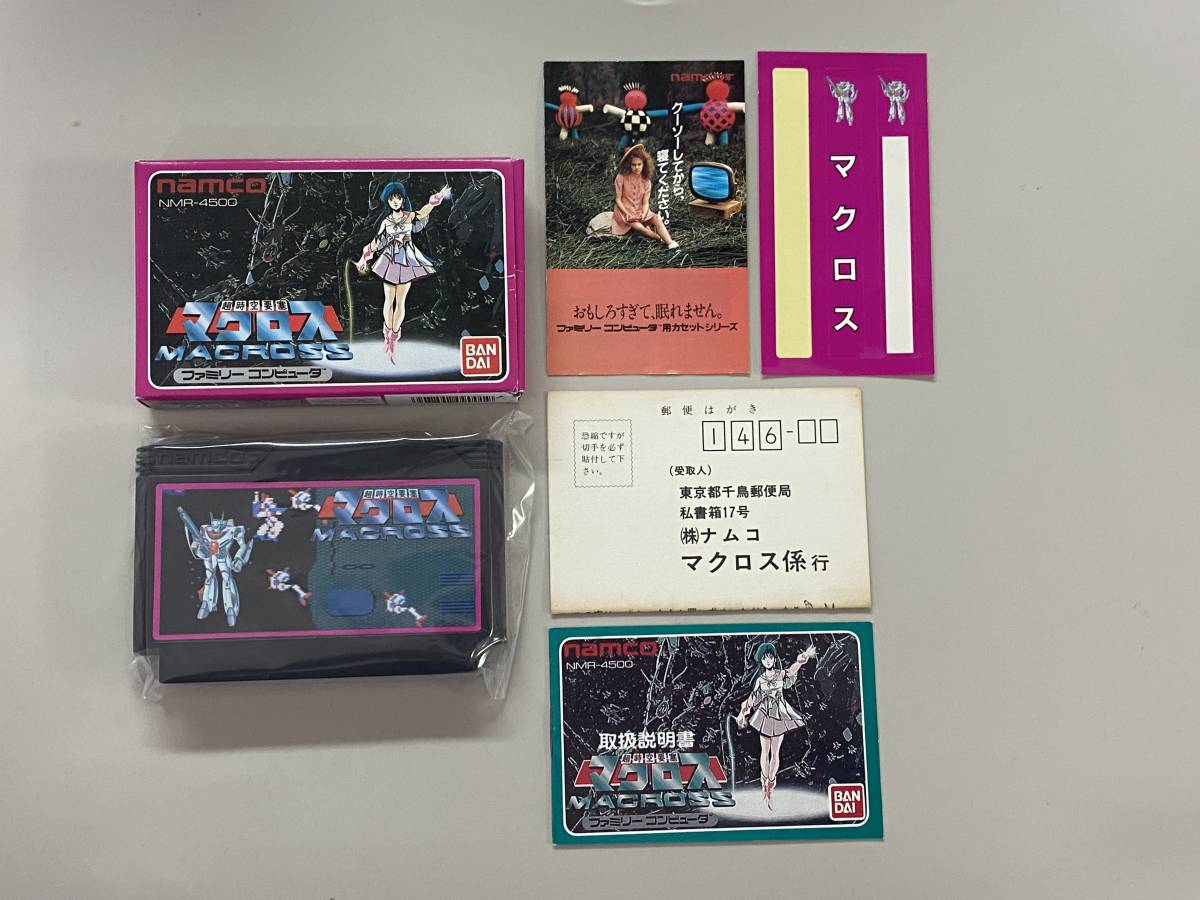 namco
NMR-4500
超時空要塞
マクロス
MACROSS
ファミリーコンピュータ
BAN
DAI
namco
超時空要塞
マクロス
MACROSS
namco
クーソーしてから、
寝てください。
おもしろすぎて、眠れません。
ファミリーコンピュータ用カセットシリーズ
マクロス
郵便はがき
146-
恐縮ですが
切手を必ず
貼付して下
さい。
(受取人)
東京都千鳥郵便局
私書箱17号
(株)ナムコ
マクロス係行
namco
NMR-4500
取扱説明書
超時空要塞
マクロス
MACROSS
ファミリーコンピュータ
BAN
DAI